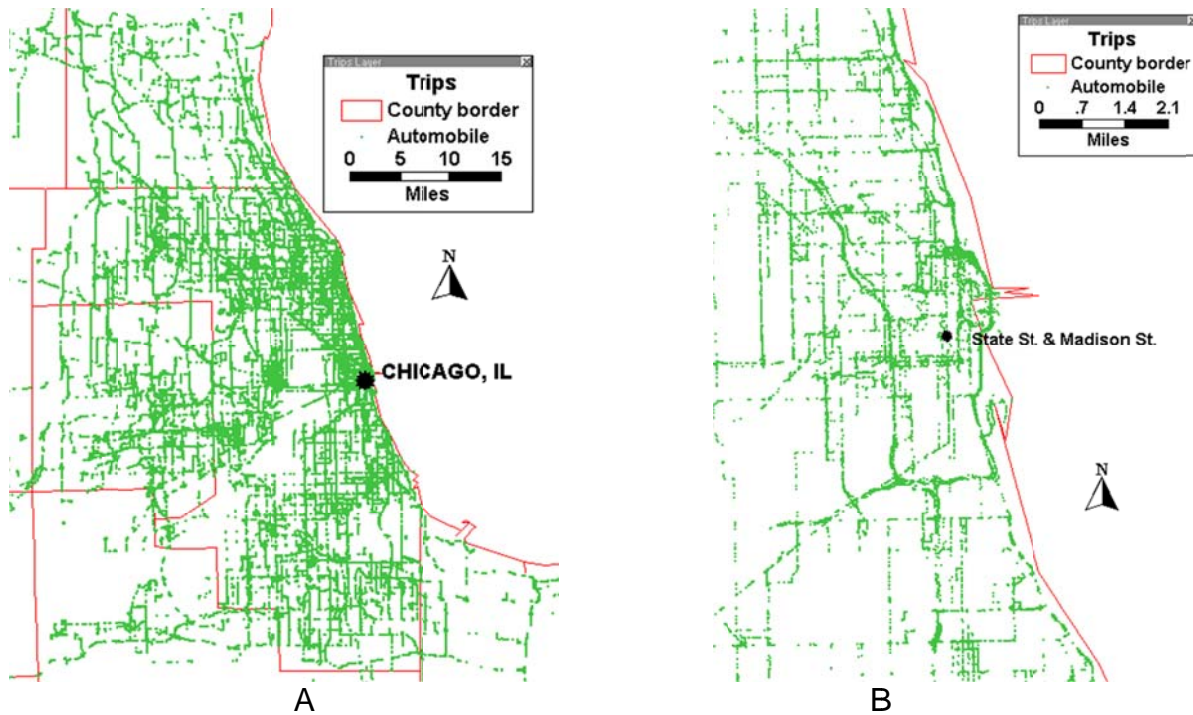 Trips Layer
Trips
County border
Automobile
0 5 10 15
Miles
N
CHICAGO, IL
A
Trips Layer
Trips
County border
Automobile
0 .7 1.4 2.1
Miles
State St. & Madison St.
N
B